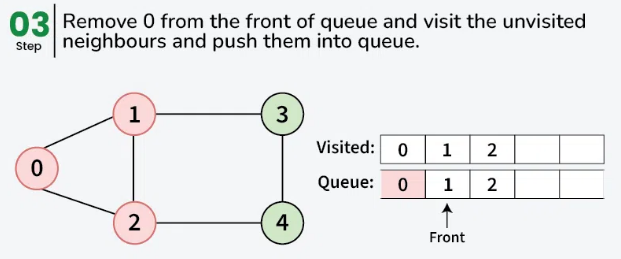 03 Remove 0 from the front of queue and visit the unvisited
Step neighbours and push them into queue.
1 3
0
2 4
Visited: 0 1 2
Queue: 0 1 2
Front